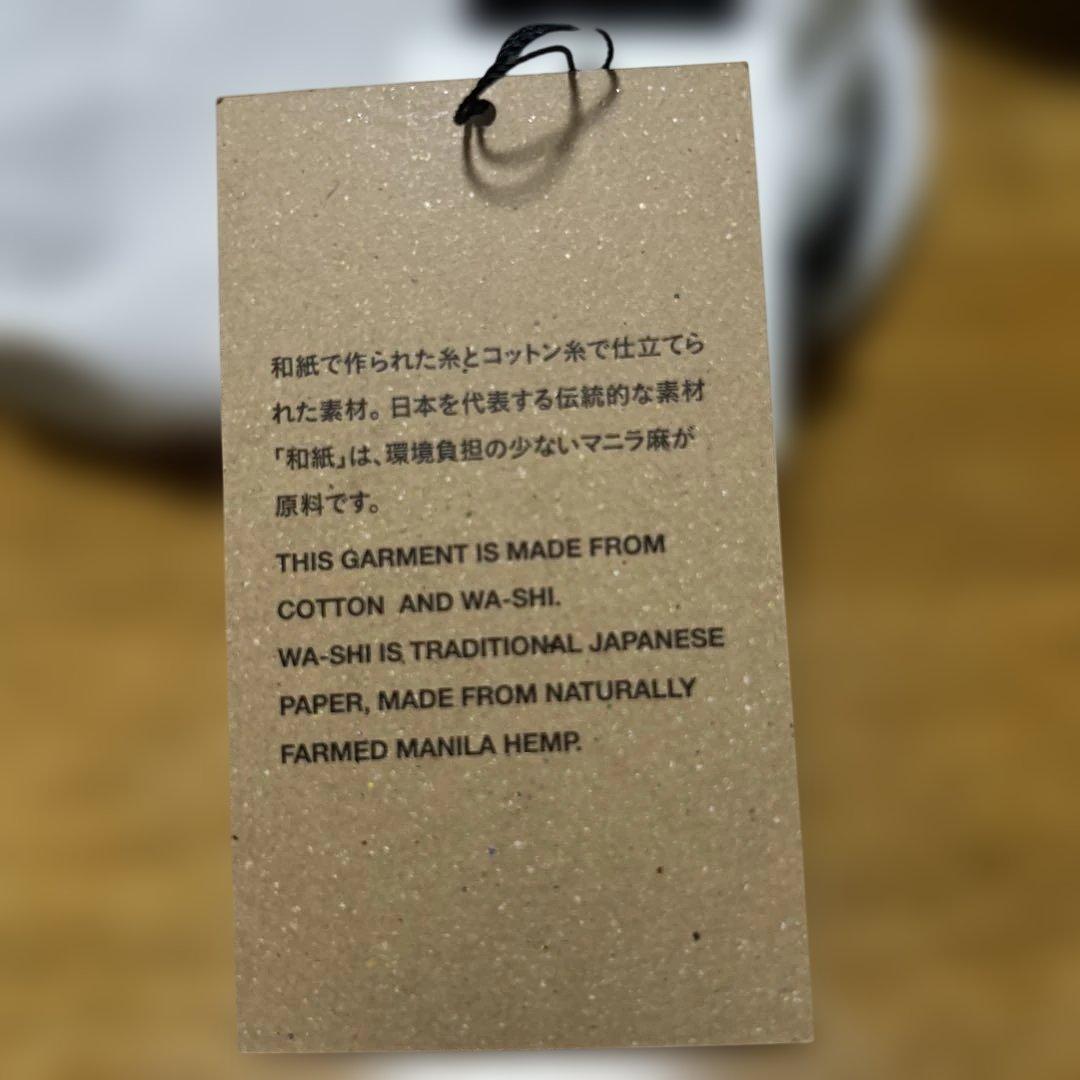 和紙で作られた糸とコットン糸で仕立てら
れた素材。日本を代表する伝統的な素材
「和紙」は、環境負担の少ないマニラ麻が
原料です。
THIS GARMENT IS MADE FROM
COTTON AND WA-SHI.
WA-SHI IS TRADITIONAL JAPANESE
PAPER, MADE FROM NATURALLY
FARMED MANILA HEMP.